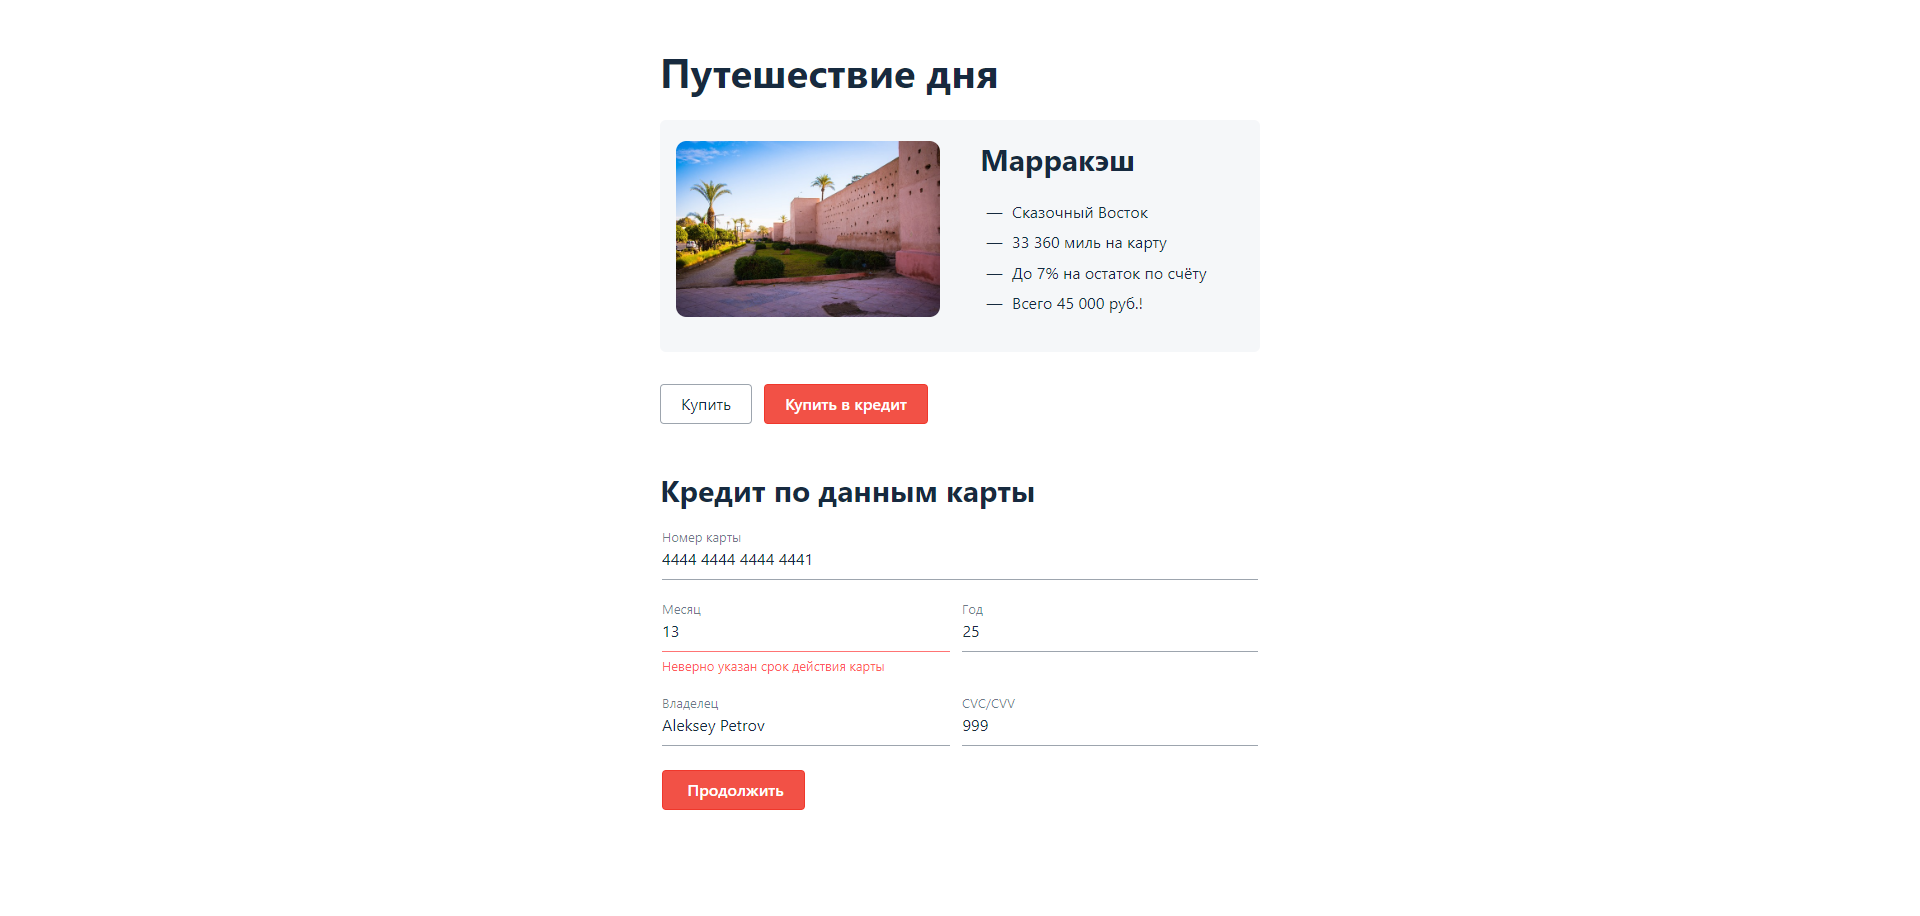 Путешествие дня
Марракэш
— Сказочный Восток
— 33 360 миль на карту
— До 7% на остаток по счёту
— Всего 45 000 руб.!
Купить
Купить в кредит
Кредит по данным карты
Номер карты
4444 4444 4444 4441
Месяц
Год
13
25
Неверно указан срок действия карты
Владелец
CVC/CVV
Aleksey Petrov
999
Продолжить